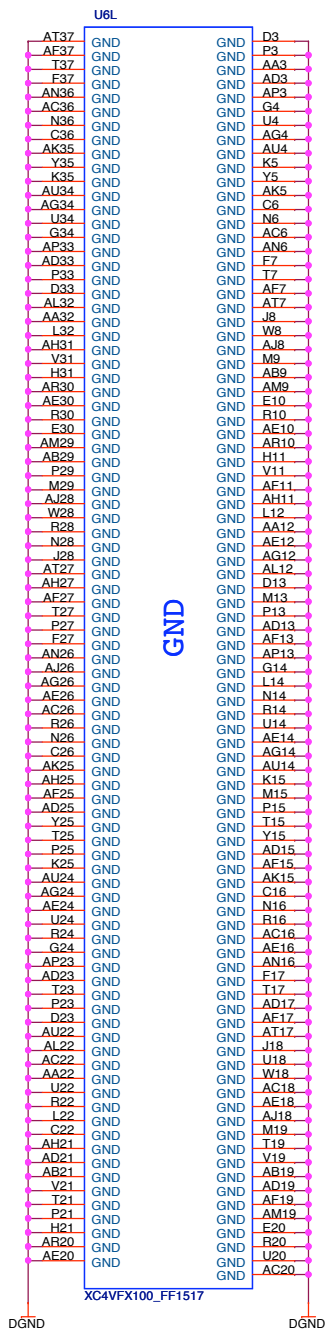 U6L
AT37 GND GND D3
AF37 GND GND P3
T37 GND GND AA3
F37 GND GND AD3
AN36 GND GND AP3
AC36 GND GND G4
N36 GND GND U4
C36 GND GND AG4
AK35 GND GND AU4
Y35 GND GND K5
K35 GND GND Y5
AU34 GND GND AK5
AG34 GND GND C6
U34 GND GND N6
G34 GND GND AC6
AP33 GND GND AN6
AD33 GND GND F7
P33 GND GND T7
D33 GND GND AF7
AL32 GND GND AT7
AA32 GND GND J8
L32 GND GND W8
AH31 GND GND AJ8
V31 GND GND M9
H31 GND GND AB9
AR30 GND GND AM9
AE30 GND GND E10
R30 GND GND R10
E30 GND GND AE10
AM29 GND GND AR10
AB29 GND GND H11
P29 GND GND V11
M29 GND GND AF11
AJ28 GND GND AH11
W28 GND GND L12
R28 GND GND AA12
N28 GND GND AE12
J28 GND GND AG12
AT27 GND GND AL12
AH27 GND GND D13
AF27 GND GND M13
T27 GND GND P13
P27 GND GND AD13
F27 GND GND AF13
AN26 GND GND AP13
AJ26 GND GND G14
AG26 GND GND L14
AE26 GND GND N14
AC26 GND GND R14
R26 GND GND U14
N26 GND GND AE14
C26 GND GND AG14
AK25 GND GND AU14
AH25 GND GND K15
AF25 GND GND M15
AD25 GND GND P15
Y25 GND GND T15
T25 GND GND Y15
P25 GND GND AD15
K25 GND GND AF15
AU24 GND GND AK15
AG24 GND GND C16
AE24 GND GND N16
U24 GND GND R16
R24 GND GND AC16
G24 GND GND AE16
AP23 GND GND AN16
AD23 GND GND F17
T23 GND GND T17
P23 GND GND AD17
D23 GND GND AF17
AU22 GND GND AT17
AL22 GND GND J18
AC22 GND GND U18
AA22 GND GND W18
U22 GND GND AC18
R22 GND GND AE18
L22 GND GND AJ18
C22 GND GND M19
AH21 GND GND T19
AD21 GND GND V19
AB21 GND GND AB19
V21 GND GND AD19
T21 GND GND AF19
P21 GND GND AM19
H21 GND GND E20
AR20 GND GND R20
AE20 GND GND U20
GND AC20
GND
XC4VFX100_FF1517
DGND DGND